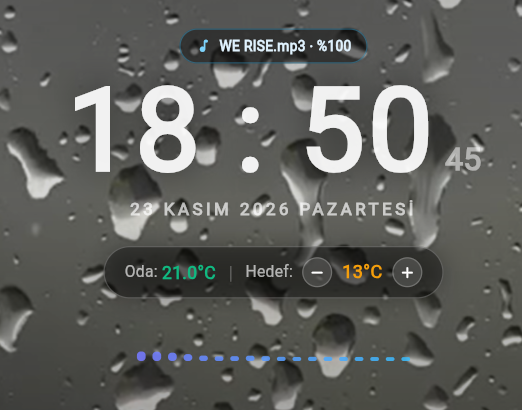 WE RISE.mp3 · %100
18 : 50 45
23 KASIM 2026 PAZARTESİ
Oda: 21.0°C | Hedef: − 13°C +